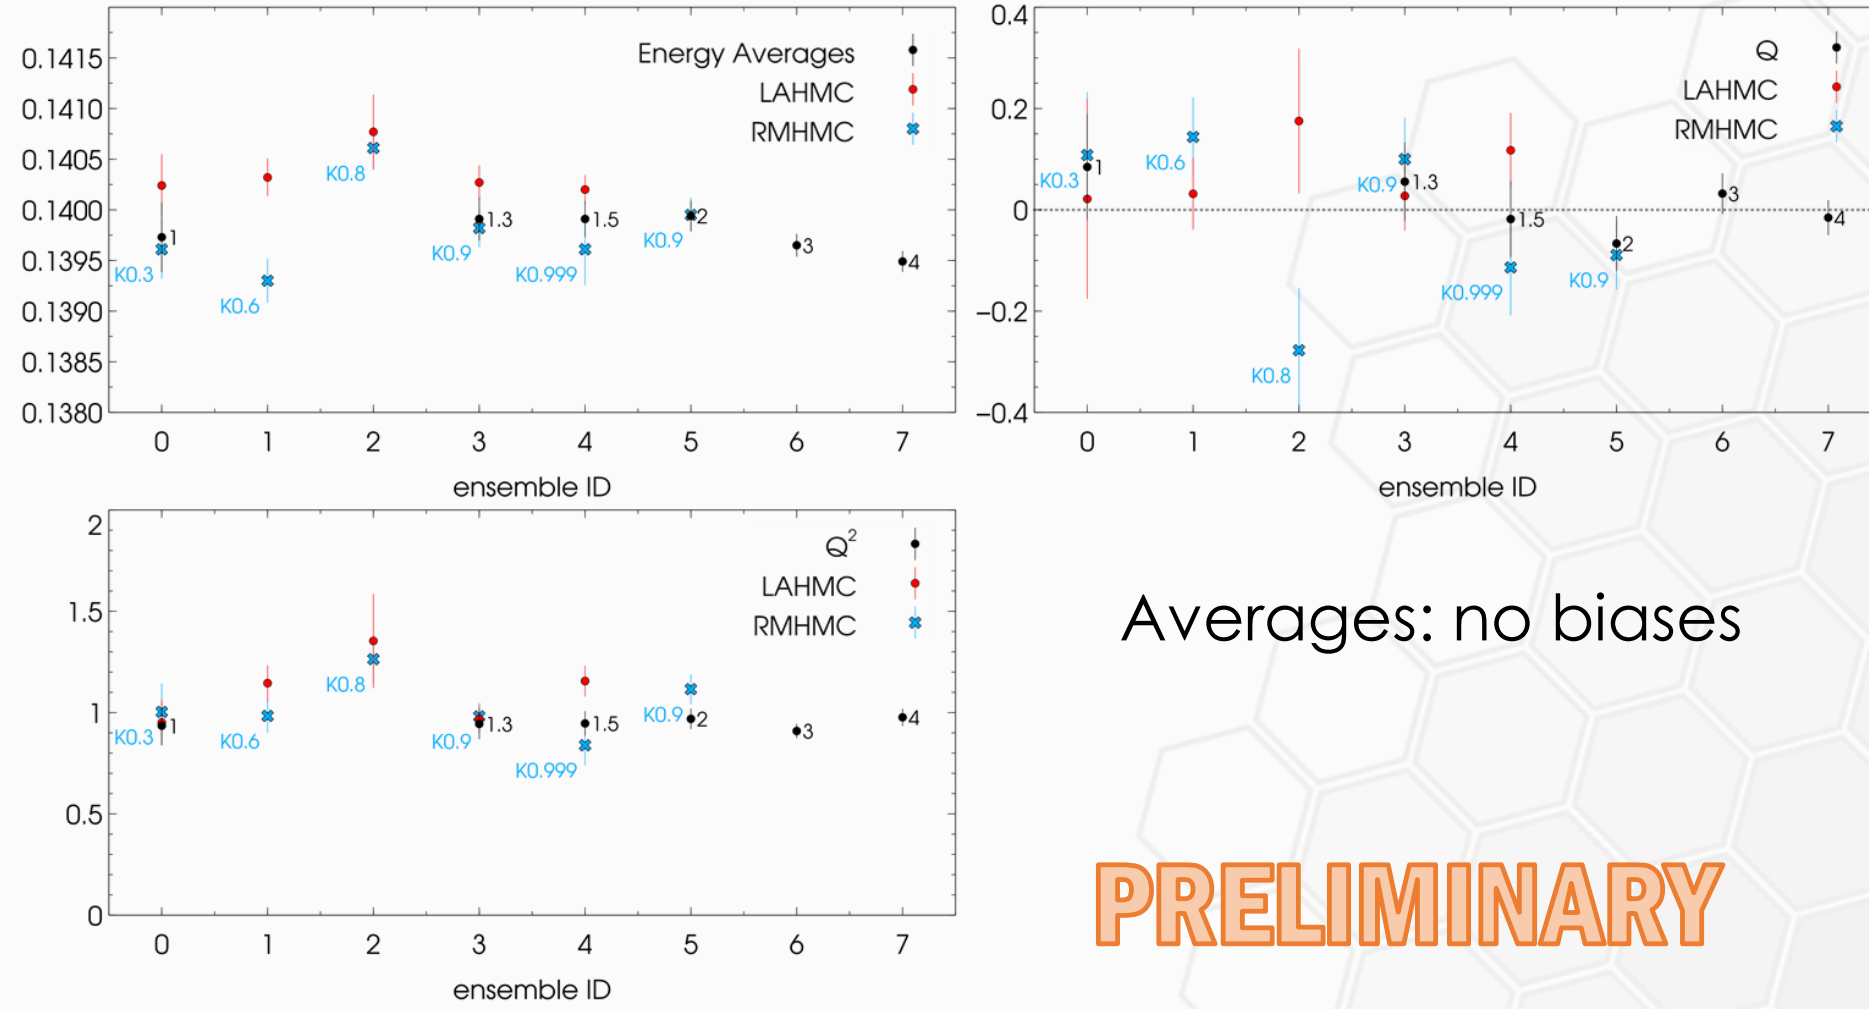 0.1415
0.1410
0.1405
0.1400
0.1395
0.1390
0.1385
0.1380
Energy Averages
LAHMC
RMHMC
K0.3
1
K0.6
K0.8
K0.9
1.3
K0.999
1.5
K0.9
2
3
4
0 1 2 3 4 5 6 7
ensemble ID
0.4
0.2
0
−0.2
−0.4
Q
LAHMC
RMHMC
K0.3
1
K0.6
K0.8
K0.9
1.3
K0.999
1.5
K0.9
2
3
4
0 1 2 3 4 5 6 7
ensemble ID
2
1.5
1
0.5
0
Q²
LAHMC
RMHMC
K0.3
1
K0.6
K0.8
K0.9
1.3
K0.999
1.5
K0.9
2
3
4
0 1 2 3 4 5 6 7
ensemble ID
Averages: no biases
PRELIMINARY